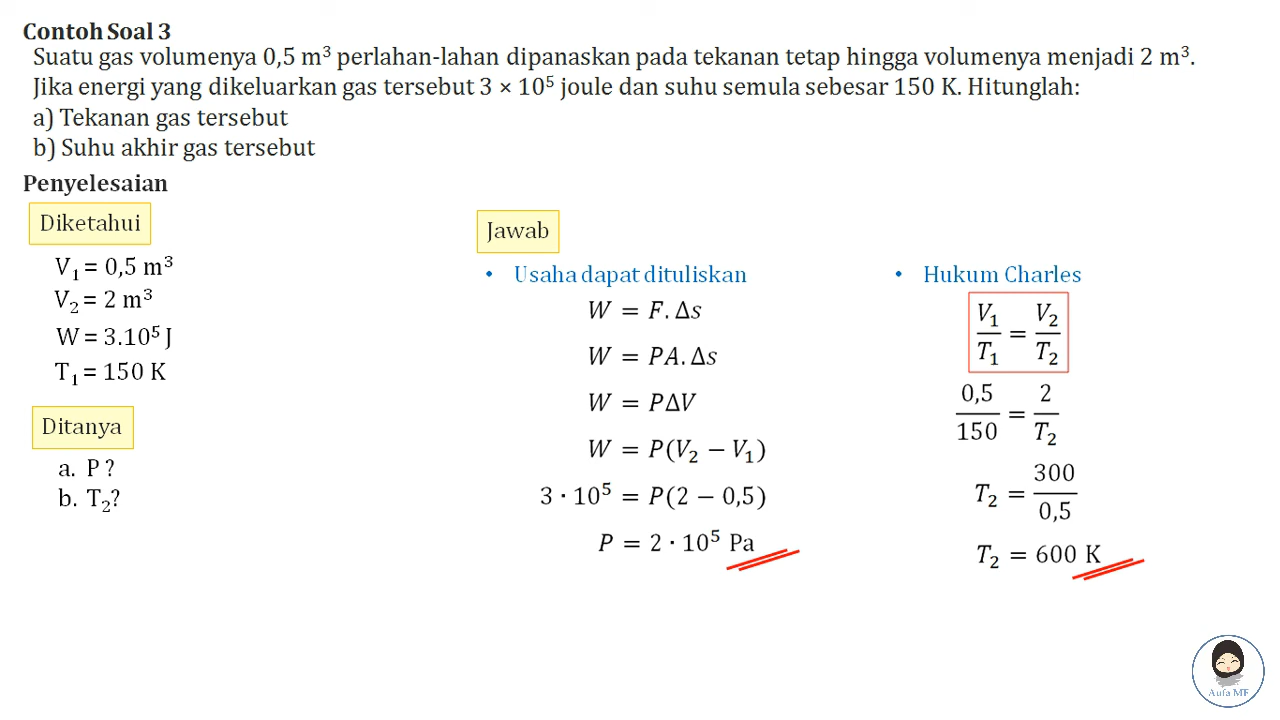 Contoh Soal 3
Suatu gas volumenya 0,5 m³ perlahan-lahan dipanaskan pada tekanan tetap hingga volumenya menjadi 2 m³.
Jika energi yang dikeluarkan gas tersebut 3 × 10⁵ joule dan suhu semula sebesar 150 K. Hitunglah:
a) Tekanan gas tersebut
b) Suhu akhir gas tersebut
Penyelesaian
Diketahui
V₁ = 0,5 m³
V₂ = 2 m³
W = 3.10⁵ J
T₁ = 150 K
Ditanya
a. P ?
b. T₂?
Jawab
• Usaha dapat dituliskan
W = F. Δs
W = PA. Δs
W = PΔV
W = P(V₂ − V₁)
3 · 10⁵ = P(2 − 0,5)
P = 2 · 10⁵ Pa
• Hukum Charles
V₁/T₁ = V₂/T₂
0,5/150 = 2/T₂
T₂ = 300/0,5
T₂ = 600 K
Aufa MF